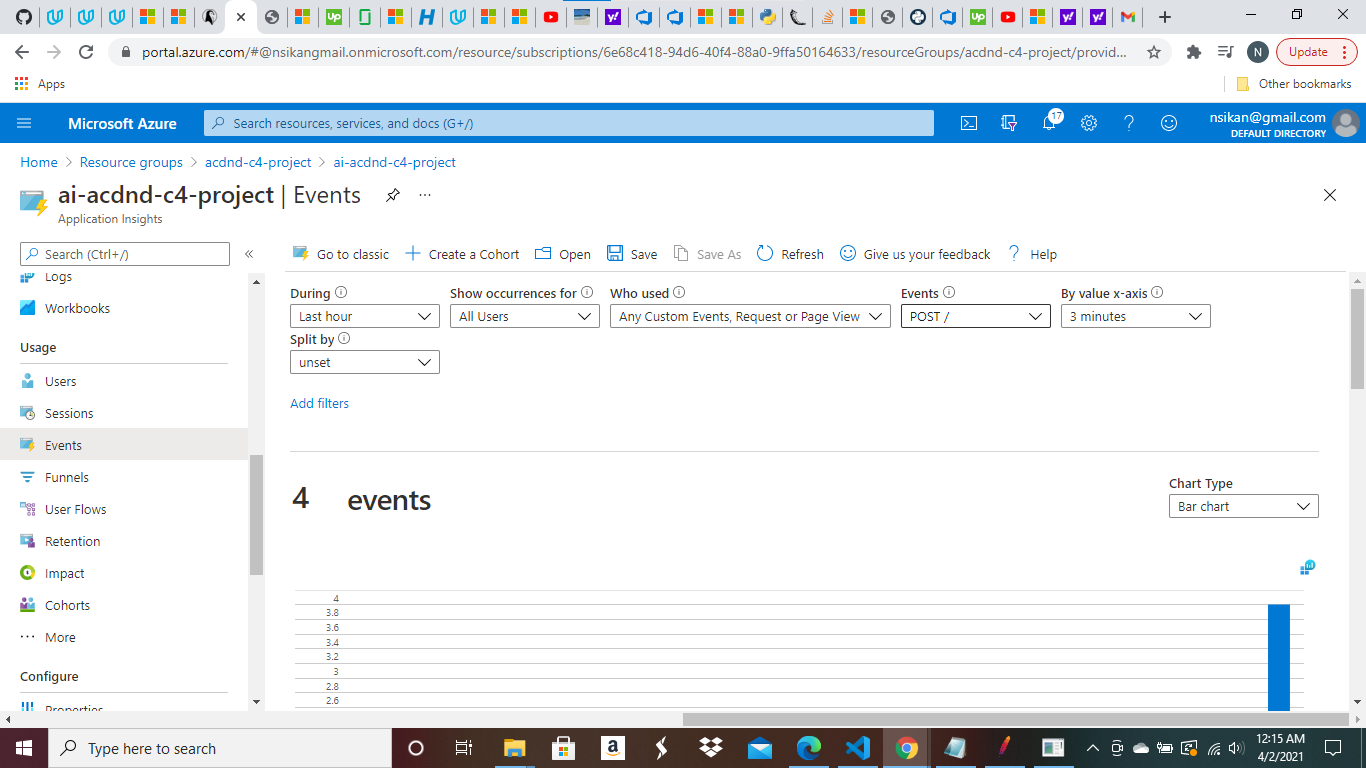 portal.azure.com/#@nsikangmail.onmicrosoft.com/resource/subscriptions/6e68c418-94d6-40f4-88a0-9ffa50164633/resourceGroups/acdnd-c4-project/provid...
N
Update
Apps
Other bookmarks
Microsoft Azure
Search resources, services, and docs (G+/)
17
nsikan@gmail.com
DEFAULT DIRECTORY
Home > Resource groups > acdnd-c4-project > ai-acdnd-c4-project
ai-acdnd-c4-project | Events
Application Insights
Search (Ctrl+/)
Logs
Workbooks
Usage
Users
Sessions
Events
Funnels
User Flows
Retention
Impact
Cohorts
More
Configure
Properties
Go to classic
Create a Cohort
Open
Save
Save As
Refresh
Give us your feedback
Help
During
Show occurrences for
Who used
Events
By value x-axis
Last hour
All Users
Any Custom Events, Request or Page View
POST /
3 minutes
Split by
unset
Add filters
4 events
Chart Type
Bar chart
4
3.8
3.6
3.4
3.2
3
2.8
2.6
Type here to search
12:15 AM
4/2/2021